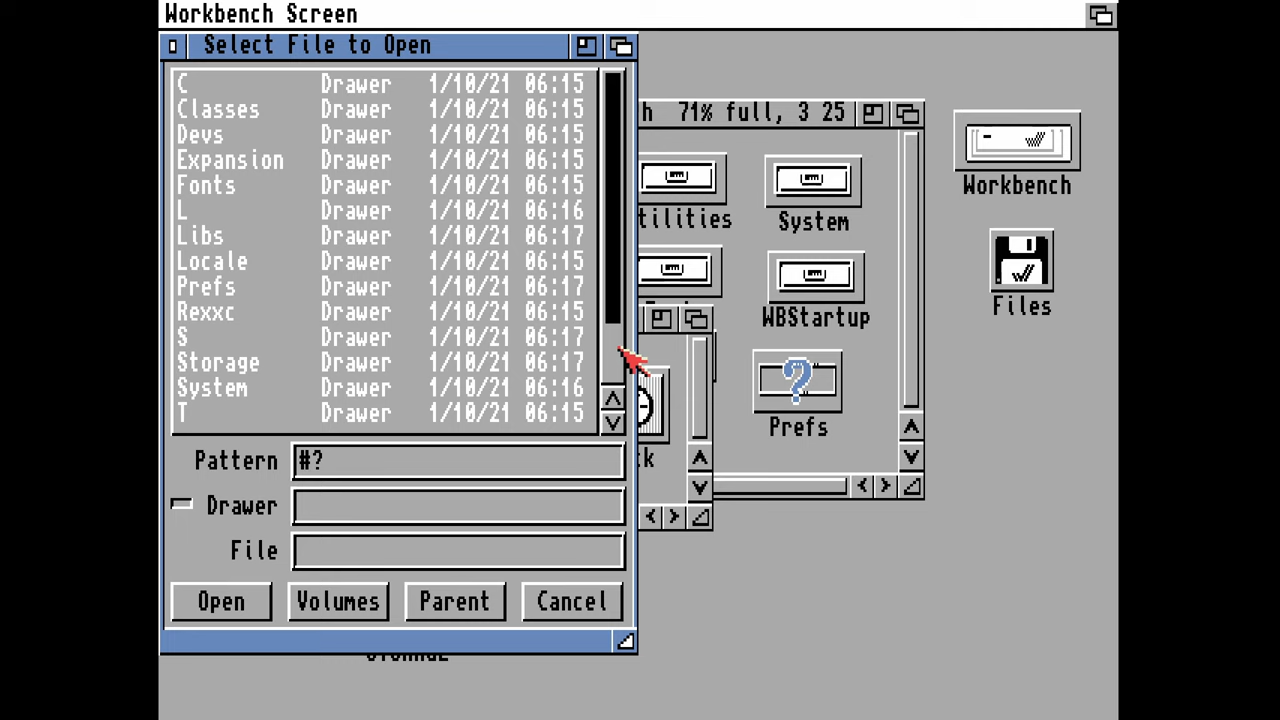 Workbench Screen
Select File to Open
C Drawer 1/10/21 06:15
Classes Drawer 1/10/21 06:15
Devs Drawer 1/10/21 06:15
Expansion Drawer 1/10/21 06:15
Fonts Drawer 1/10/21 06:15
L Drawer 1/10/21 06:16
Libs Drawer 1/10/21 06:17
Locale Drawer 1/10/21 06:15
Prefs Drawer 1/10/21 06:17
Rexxc Drawer 1/10/21 06:15
S Drawer 1/10/21 06:17
Storage Drawer 1/10/21 06:17
System Drawer 1/10/21 06:16
T Drawer 1/10/21 06:15
Pattern #?
Drawer
File
Open Volumes Parent Cancel
h 71% full, 3 25
tilities System
WBStartup
Prefs
ck
Workbench
Files